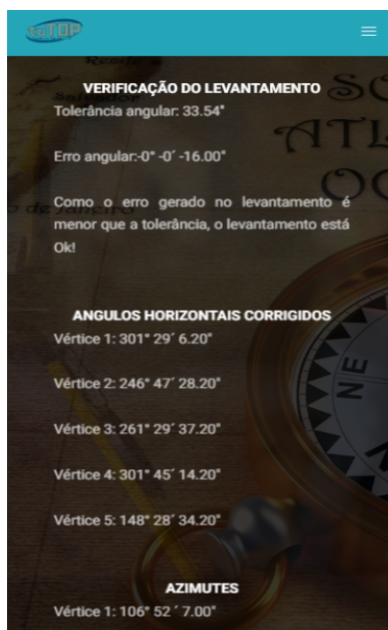 VERIFICAÇÃO DO LEVANTAMENTO
Tolerância angular: 33.54"
Erro angular:-0° -0´ -16.00"
Como o erro gerado no levantamento é
menor que a tolerância, o levantamento está
Ok!
ANGULOS HORIZONTAIS CORRIGIDOS
Vértice 1: 301° 29´ 6.20"
Vértice 2: 246° 47´ 28.20"
Vértice 3: 261° 29´ 37.20"
Vértice 4: 301° 45´ 14.20"
Vértice 5: 148° 28´ 34.20"
AZIMUTES
Vértice 1: 106° 52 ´ 7.00"